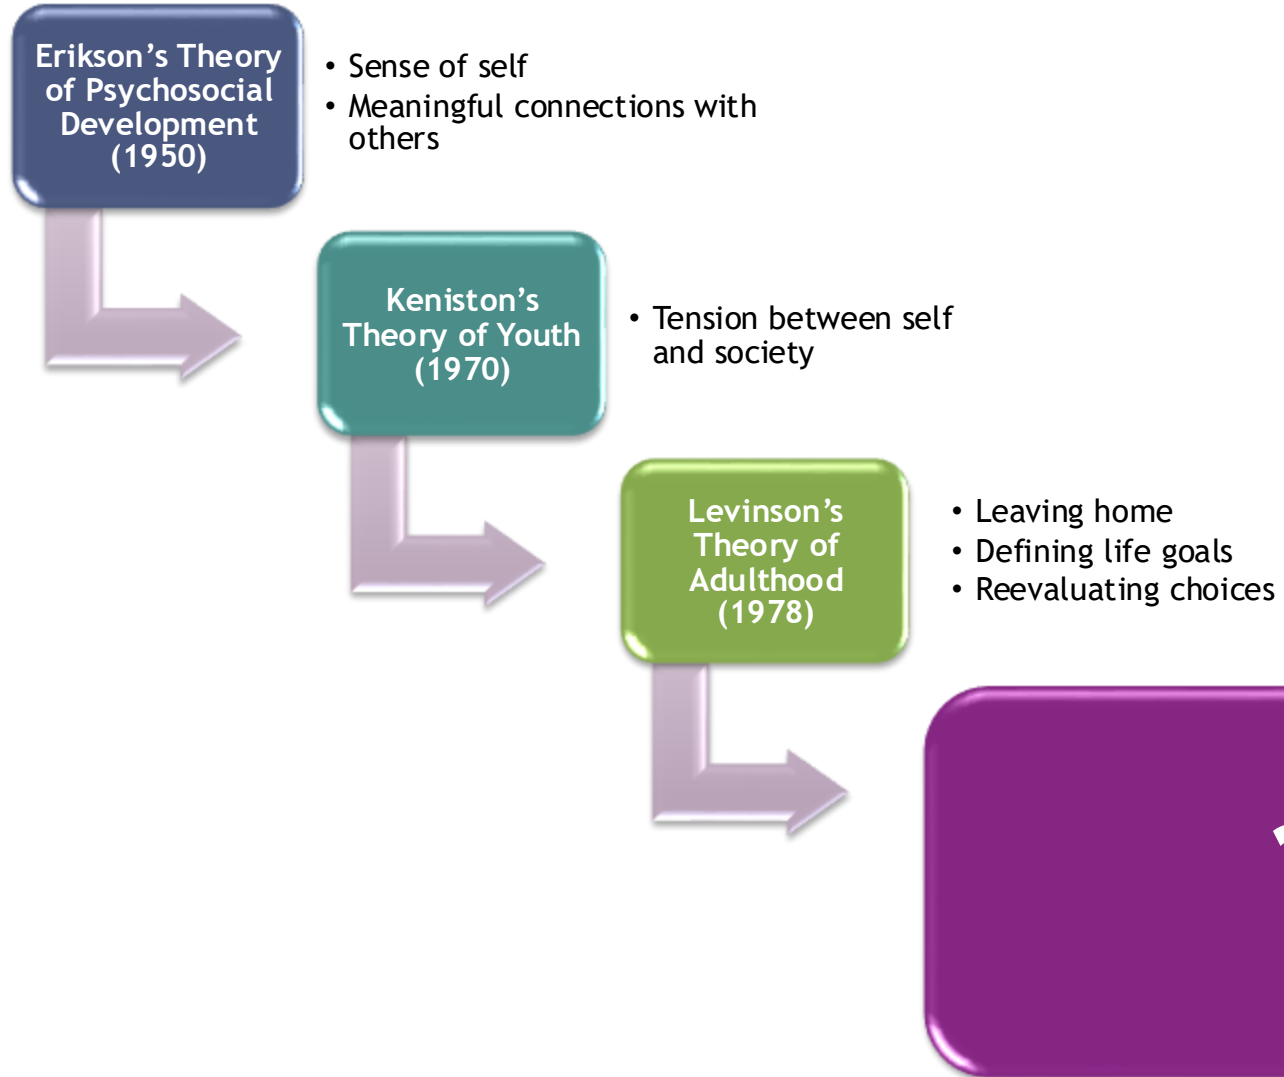 Erikson’s Theory
of Psychosocial
Development
(1950)
• Sense of self
• Meaningful connections with
others
Keniston’s
Theory of Youth
(1970)
• Tension between self
and society
Levinson’s
Theory of
Adulthood
(1978)
• Leaving home
• Defining life goals
• Reevaluating choices